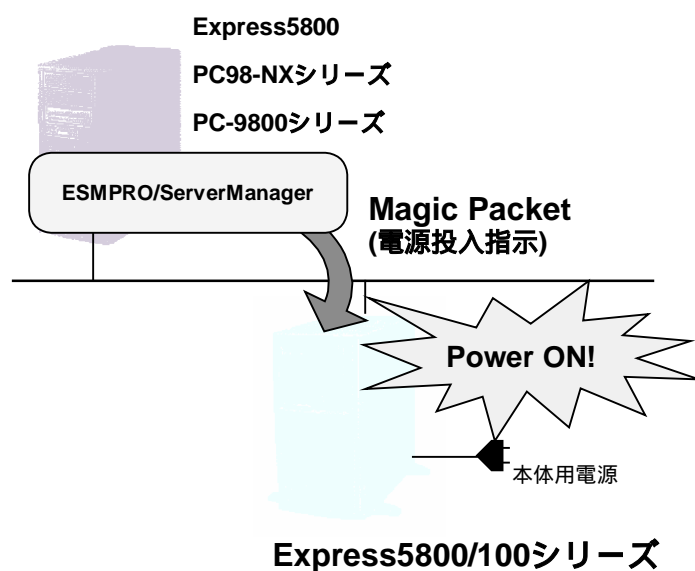 Express5800
PC98-NXシリーズ
PC-9800シリーズ
ESMPRO/ServerManager
Magic Packet
(電源投入指示)
Power ON!
本体用電源
Express5800/100シリーズ